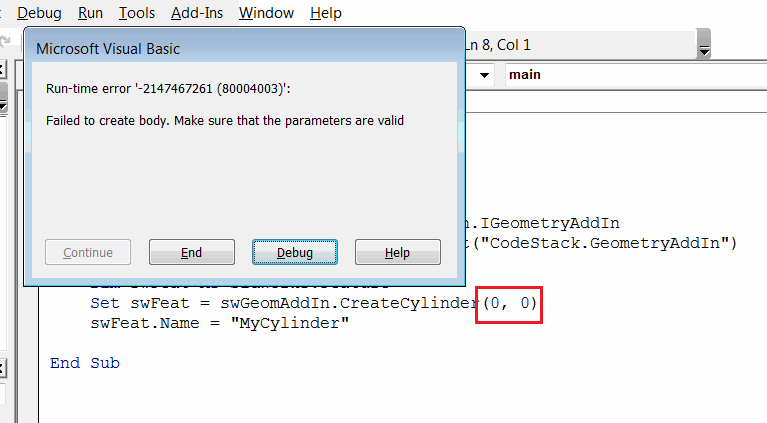 Debug Run Tools Add-Ins Window Help
Ln 8, Col 1
Microsoft Visual Basic
main
Run-time error '-2147467261 (80004003)':
Failed to create body. Make sure that the parameters are valid
.IGeometryAddIn
("CodeStack.GeometryAddIn")
Continue End Debug Help
Set swFeat = swGeomAddIn.CreateCylinder(0, 0)
swFeat.Name = "MyCylinder"
End Sub